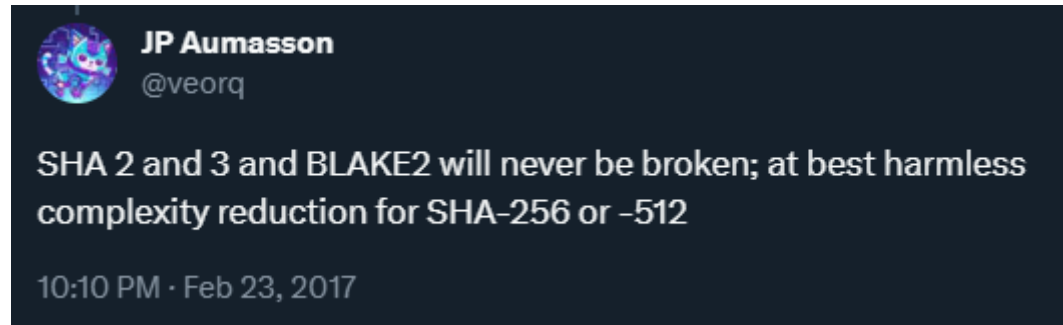 JP Aumasson
@veorq
SHA 2 and 3 and BLAKE2 will never be broken; at best harmless
complexity reduction for SHA-256 or -512
10:10 PM · Feb 23, 2017